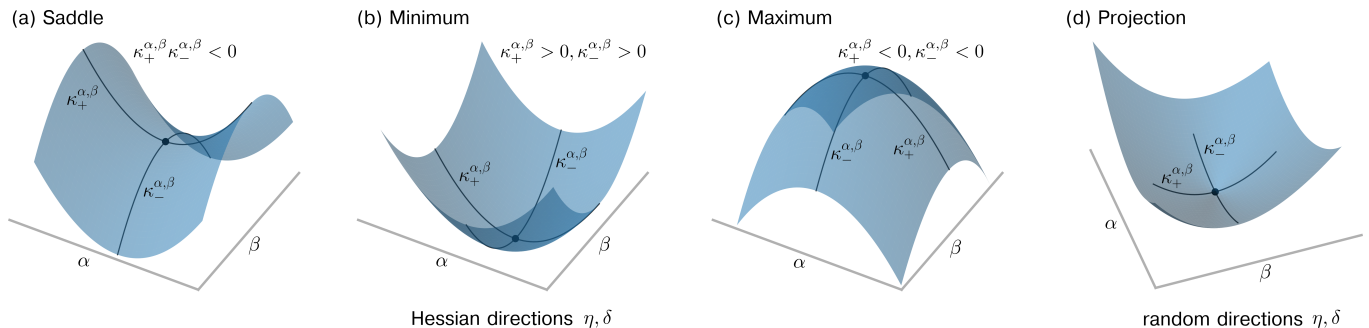 (a) Saddle
κ₊^{α,β}κ₋^{α,β} < 0
κ₊^{α,β}
κ₋^{α,β}
α
β
(b) Minimum
κ₊^{α,β} > 0, κ₋^{α,β} > 0
κ₊^{α,β}
κ₋^{α,β}
α
β
(c) Maximum
κ₊^{α,β} < 0, κ₋^{α,β} < 0
κ₋^{α,β}
κ₊^{α,β}
α
β
(d) Projection
κ₋^{α,β}
κ₊^{α,β}
α
β
Hessian directions η, δ
random directions η, δ